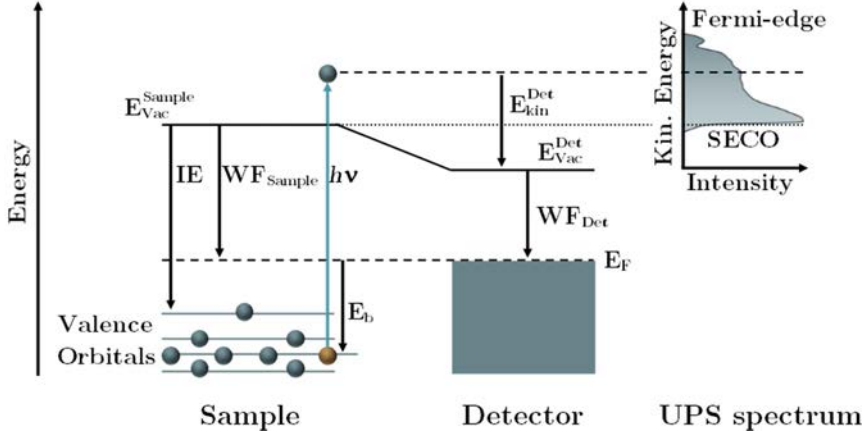 Fermi-edge
Kin. Energy
SECO
Intensity
Energy
E_Vac^Sample
IE
WF_Sample
hν
E_kin^Det
E_Vac^Det
WF_Det
E_F
E_b
Valence
Orbitals
Sample
Detector
UPS spectrum